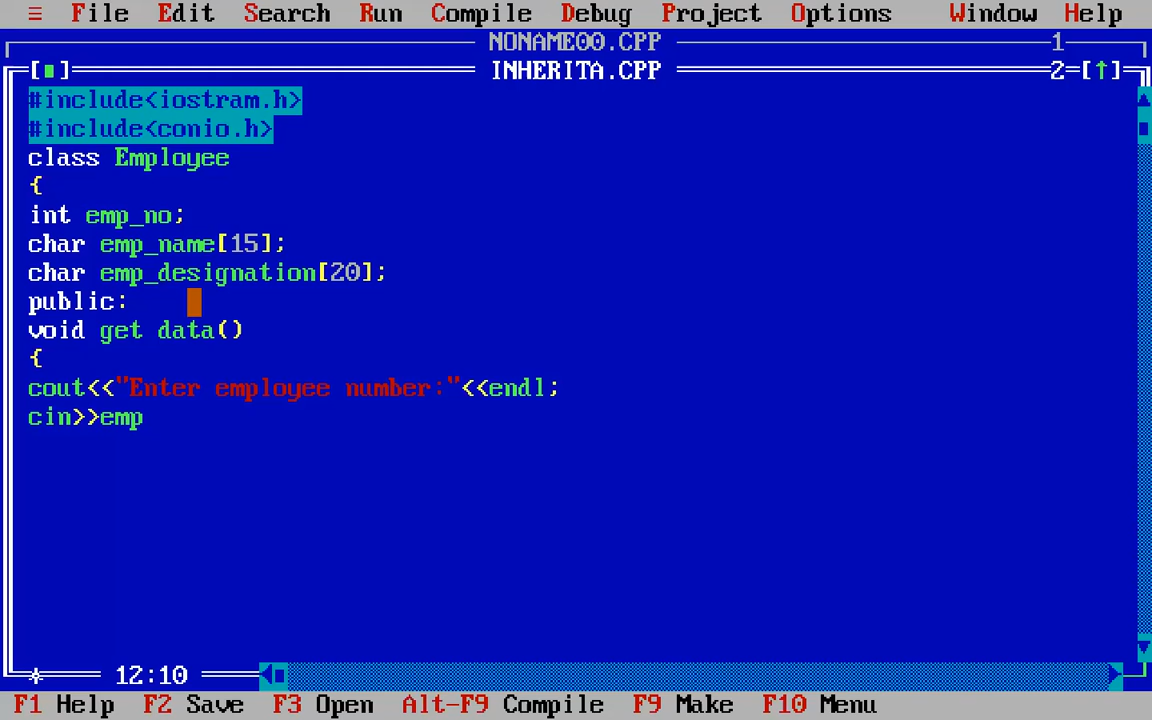 ≡ File Edit Search Run Compile Debug Project Options Window Help
NONAME00.CPP 1
[■] INHERITA.CPP 2=[↑]
#include<iostram.h>
#include<conio.h>
class Employee
{
int emp_no;
char emp_name[15];
char emp_designation[20];
public:
void get data()
{
cout<<"Enter employee number:"<<endl;
cin>>emp
12:10
F1 Help F2 Save F3 Open Alt-F9 Compile F9 Make F10 Menu